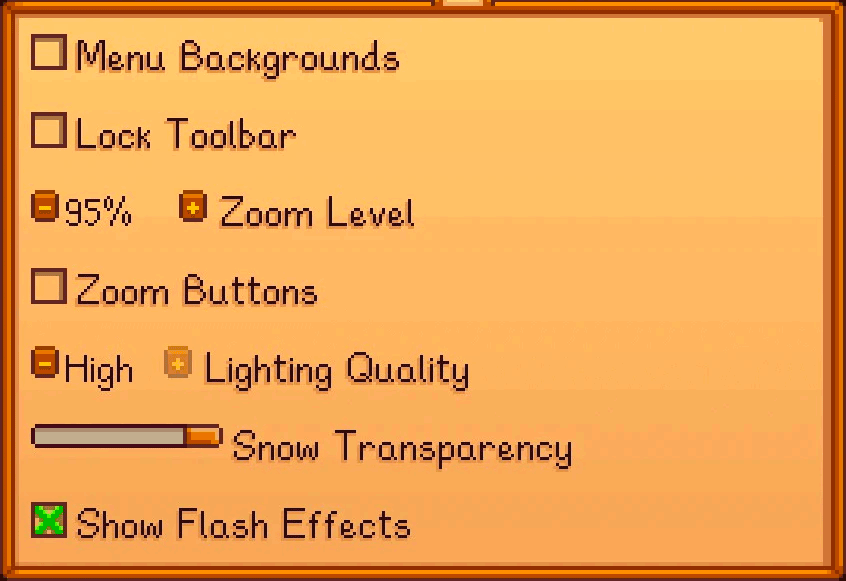 Menu Backgrounds
Lock Toolbar
95% Zoom Level
Zoom Buttons
High Lighting Quality
Snow Transparency
Show Flash Effects